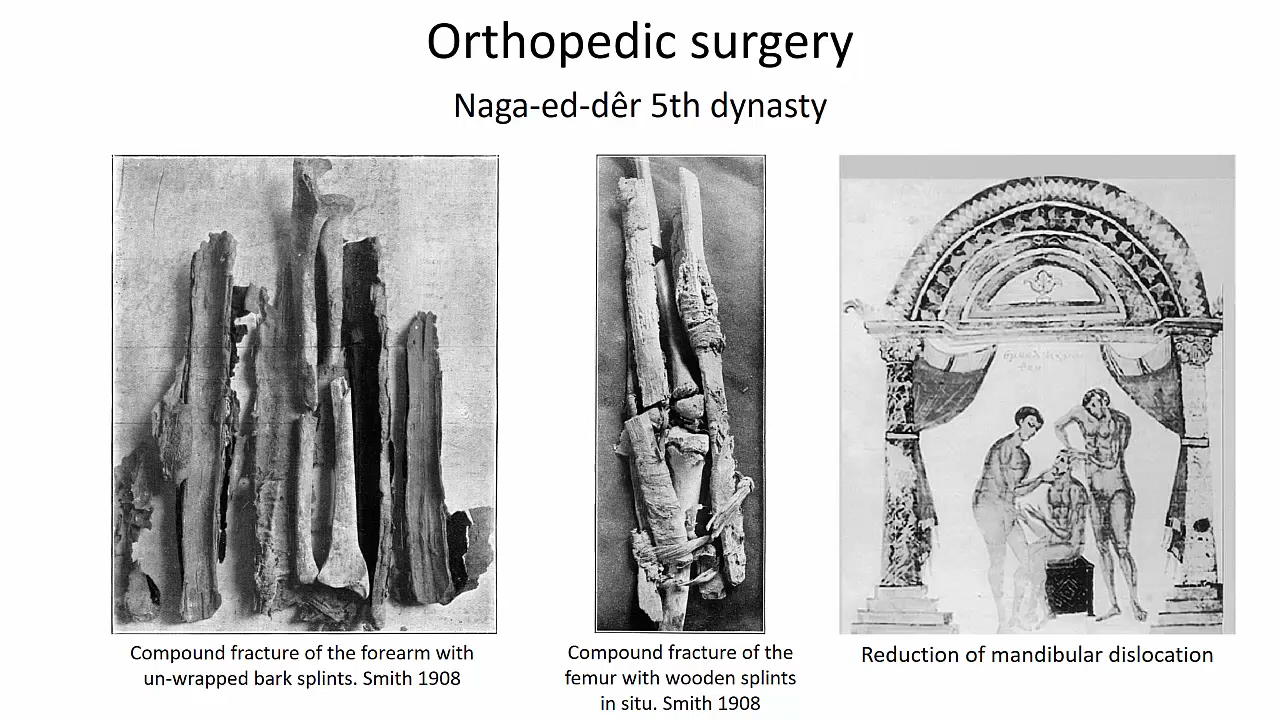 Orthopedic surgery
Naga-ed-dêr 5th dynasty
Compound fracture of the forearm with
un-wrapped bark splints. Smith 1908
Compound fracture of the
femur with wooden splints
in situ. Smith 1908
Reduction of mandibular dislocation